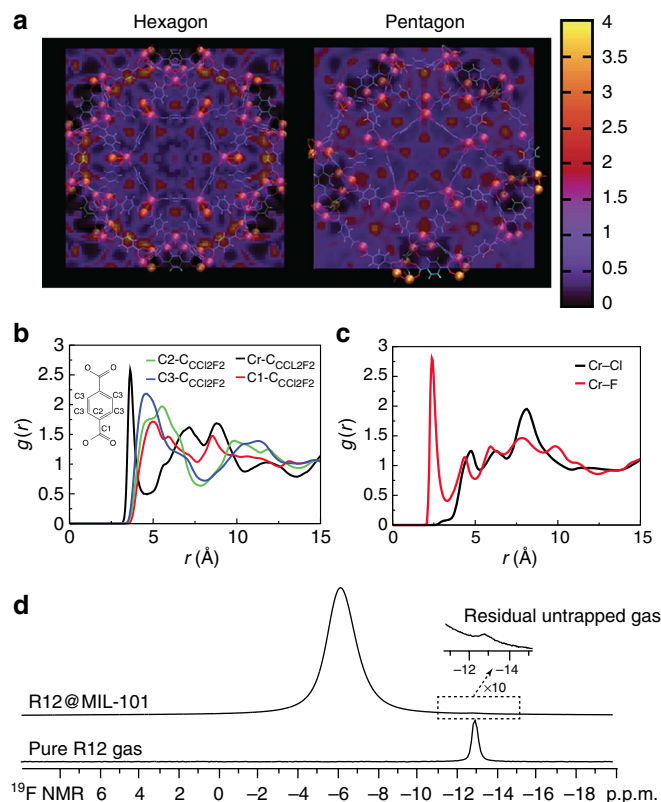 a
Hexagon
Pentagon
4
3.5
3
2.5
2
1.5
1
0.5
0
b
C2-C_CCl2F2 Cr-C_CCL2F2
C3-C_CCl2F2 C1-C_CCl2F2
O O
C3 C3
C3 C2 C3
C1
O O
g(r)
3
2.5
2
1.5
1
0.5
0
0 5 10 15
r (Å)
c
Cr–Cl
Cr–F
g(r)
3
2.5
2
1.5
1
0.5
0
0 5 10 15
r (Å)
d
Residual untrapped gas
−12 −14
×10
R12@MIL-101
Pure R12 gas
¹⁹F NMR 6 4 2 0 −2 −4 −6 −8 −10 −12 −14 −16 −18 p.p.m.